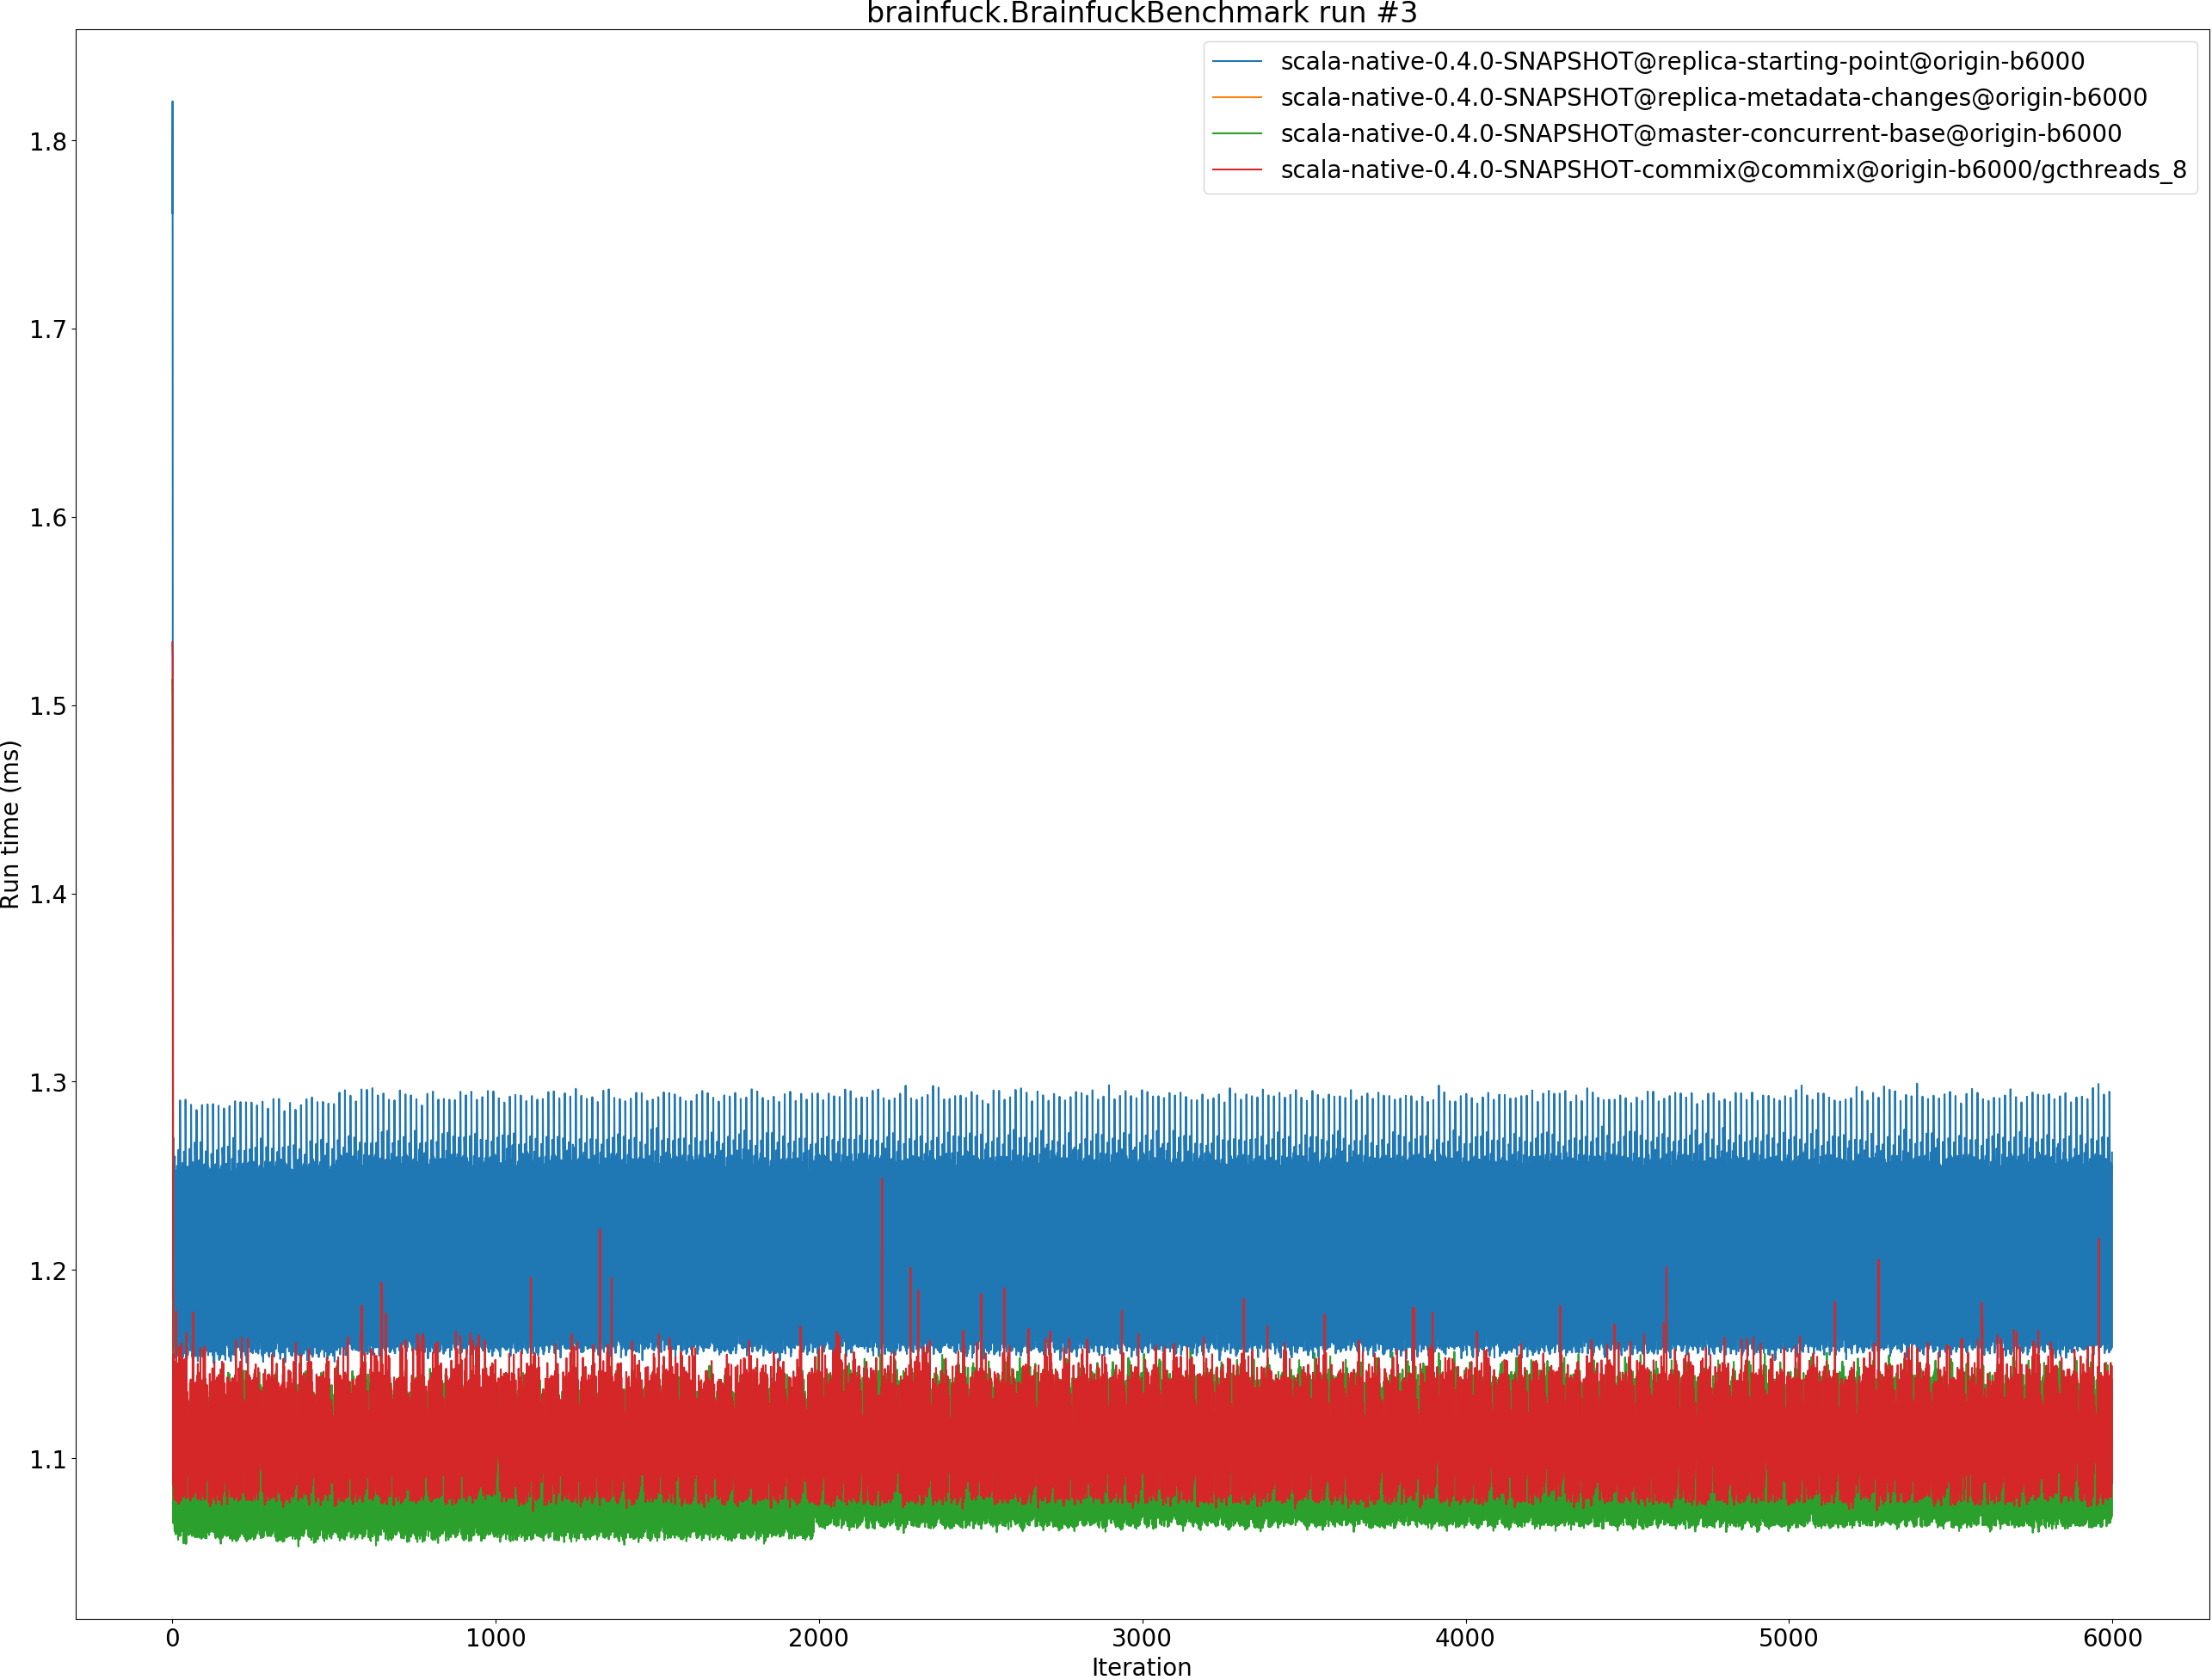 brainfuck.BrainfuckBenchmark run #3
scala-native-0.4.0-SNAPSHOT@replica-starting-point@origin-b6000
scala-native-0.4.0-SNAPSHOT@replica-metadata-changes@origin-b6000
scala-native-0.4.0-SNAPSHOT@master-concurrent-base@origin-b6000
scala-native-0.4.0-SNAPSHOT-commix@commix@origin-b6000/gcthreads_8
1.8
1.7
1.6
1.5
1.4
1.3
1.2
1.1
Run time (ms)
0 1000 2000 3000 4000 5000 6000
Iteration